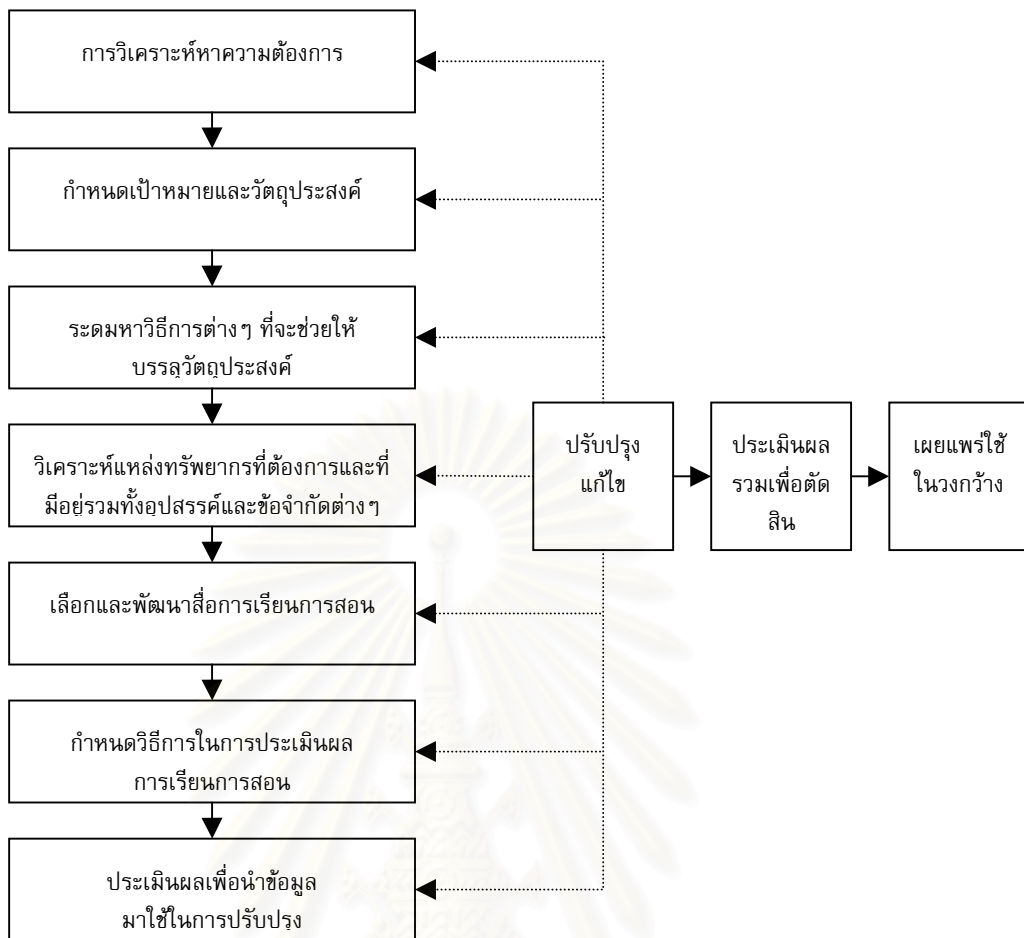 การวิเคราะห์หาความต้องการ
กำหนดเป้าหมายและวัตถุประสงค์
ระดมหาวิธีการต่างๆ ที่จะช่วยให้
บรรลุวัตถุประสงค์
วิเคราะห์แหล่งทรัพยากรที่ต้องการและที่
มีอยู่รวมทั้งอุปสรรค์และข้อจำกัดต่างๆ
เลือกและพัฒนาสื่อการเรียนการสอน
กำหนดวิธีการในการประเมินผล
การเรียนการสอน
ประเมินผลเพื่อนำข้อมูล
มาใช้ในการปรับปรุง
ปรับปรุง
แก้ไข
ประเมินผล
รวมเพื่อตัด
สิน
เผยแพร่ใช้
ในวงกว้าง